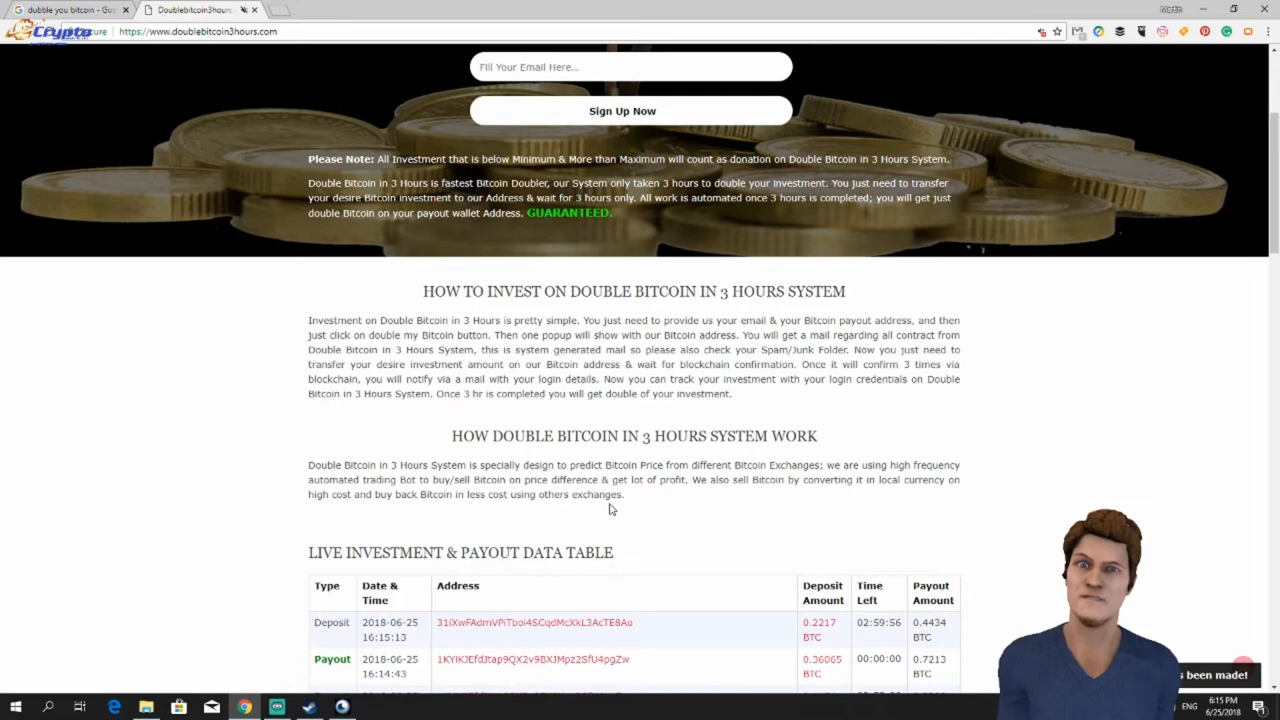 dubble you bitcoin - Goo
Doublebitcoin3hours.
Crypto
ure
https://www.doublebitcoin3hours.com
Fill Your Email Here...
Sign Up Now
Please Note: All Investment that is below Minimum & More than Maximum will count as donation on Double Bitcoin in 3 Hours System.
Double Bitcoin in 3 Hours is fastest Bitcoin Doubler, our System only taken 3 hours to double your investment. You just need to transfer
your desire Bitcoin investment to our Address & wait for 3 hours only. All work is automated once 3 hours is completed; you will get just
double Bitcoin on your payout wallet Address. GUARANTEED.
HOW TO INVEST ON DOUBLE BITCOIN IN 3 HOURS SYSTEM
Investment on Double Bitcoin in 3 Hours is pretty simple. You just need to provide us your email & your Bitcoin payout address, and then
just click on double my Bitcoin button. Then one popup will show with our Bitcoin address. You will get a mail regarding all contract from
Double Bitcoin in 3 Hours System, this is system generated mail so please also check your Spam/Junk Folder. Now you just need to
transfer your desire investment amount on our Bitcoin address & wait for blockchain confirmation. Once it will confirm 3 times via
blockchain, you will notify via a mail with your login details. Now you can track your investment with your login credentials on Double
Bitcoin in 3 Hours System. Once 3 hr is completed you will get double of your investment.
HOW DOUBLE BITCOIN IN 3 HOURS SYSTEM WORK
Double Bitcoin in 3 Hours System is specially design to predict Bitcoin Price from different Bitcoin Exchanges; we are using high frequency
automated trading Bot to buy/sell Bitcoin on price difference & get lot of profit. We also sell Bitcoin by converting it in local currency on
high cost and buy back Bitcoin in less cost using others exchanges.
LIVE INVESTMENT & PAYOUT DATA TABLE
Type Date & Time Address Deposit Amount Time Left Payout Amount
Deposit 2018-06-25 16:15:13 02:59:56 0.2217 BTC 0.4434 BTC
Payout 2018-06-25 16:14:43 0.36065 BTC 00:00:00 0.7213 BTC
s been made!
ENG
6:15 PM
6/25/2018